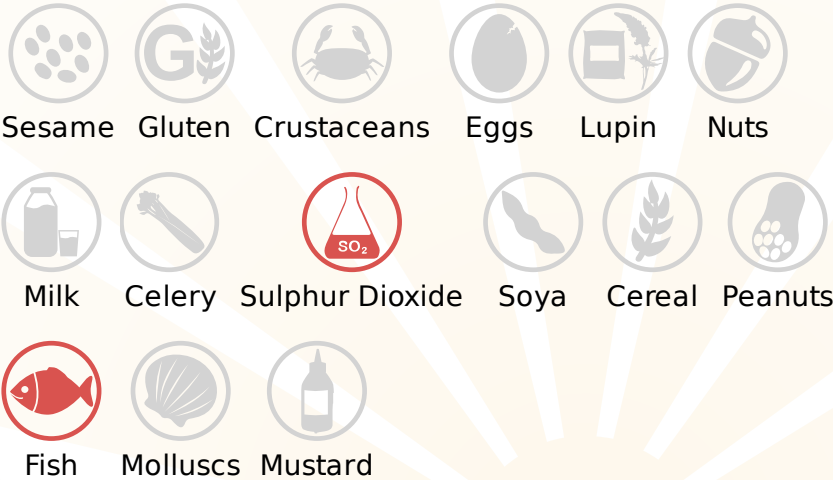 G
Sesame Gluten Crustaceans Eggs Lupin Nuts
SO₂
Milk Celery Sulphur Dioxide Soya Cereal Peanuts
Fish Molluscs Mustard